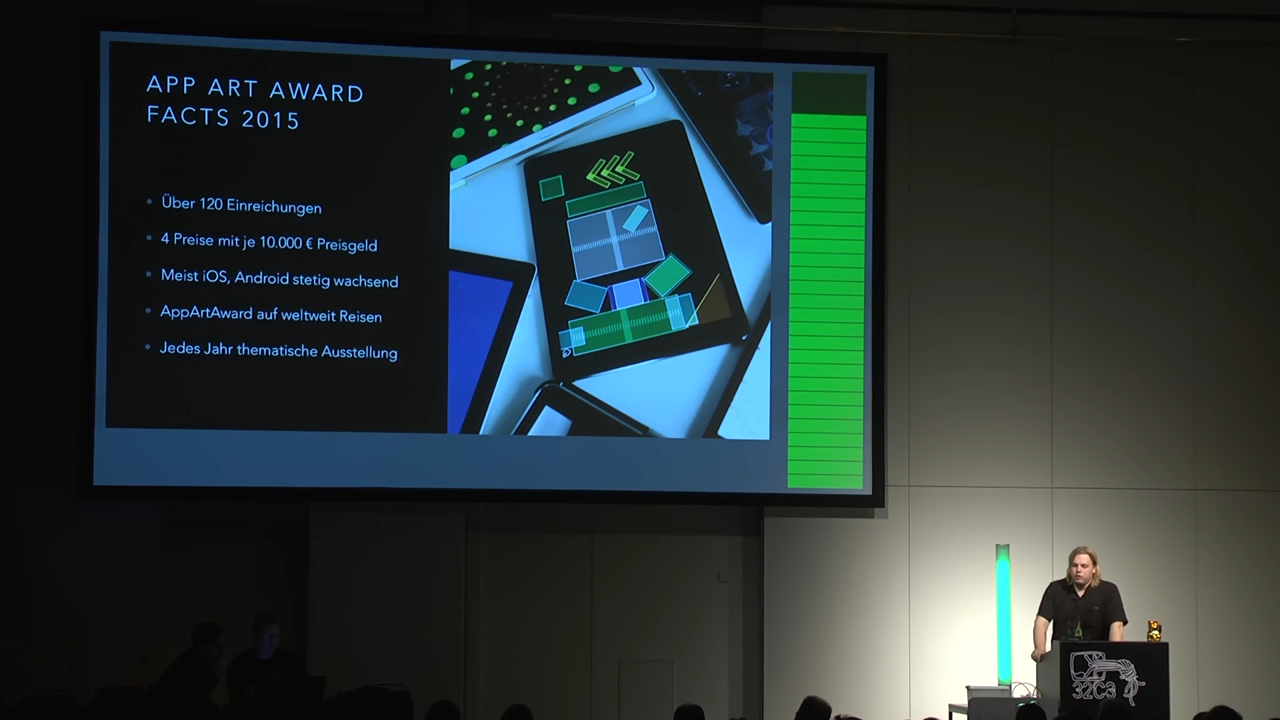 APP ART AWARD
FACTS 2015
• Über 120 Einreichungen
• 4 Preise mit je 10.000 € Preisgeld
• Meist iOS, Android stetig wachsend
• AppArtAward auf weltweit Reisen
• Jedes Jahr thematische Ausstellung
32C3